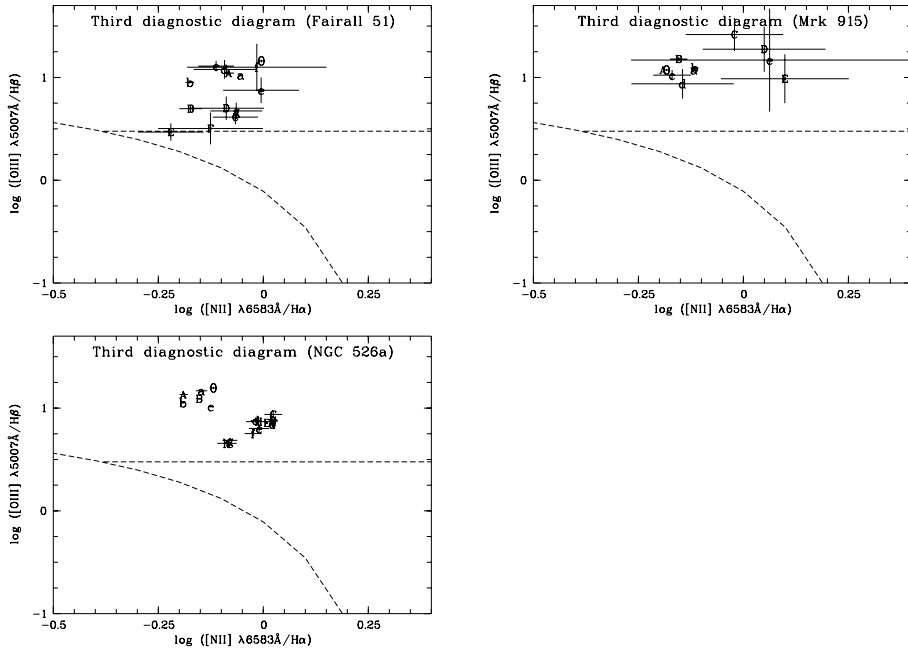 Third diagnostic diagram (Fairall 51)
log ([OIII] λ5007Å/Hβ)
1
0
-1
-0.5
-0.25
0
0.25
log ([NII] λ6583Å/Hα)
Third diagnostic diagram (Mrk 915)
log ([OIII] λ5007Å/Hβ)
1
0
-1
-0.5
-0.25
0
0.25
log ([NII] λ6583Å/Hα)
Third diagnostic diagram (NGC 526a)
log ([OIII] λ5007Å/Hβ)
1
0
-1
-0.5
-0.25
0
0.25
log ([NII] λ6583Å/Hα)